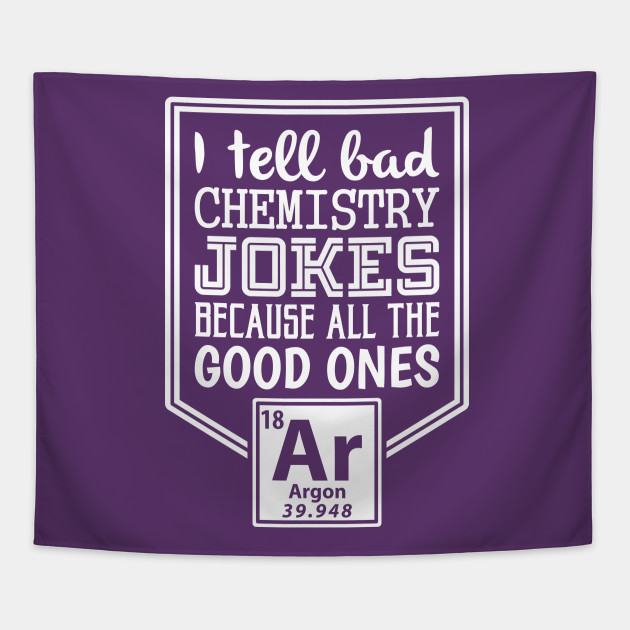 I tell bad
CHEMISTRY
JOKES
BECAUSE ALL THE
GOOD ONES
18
Ar
Argon
39.948